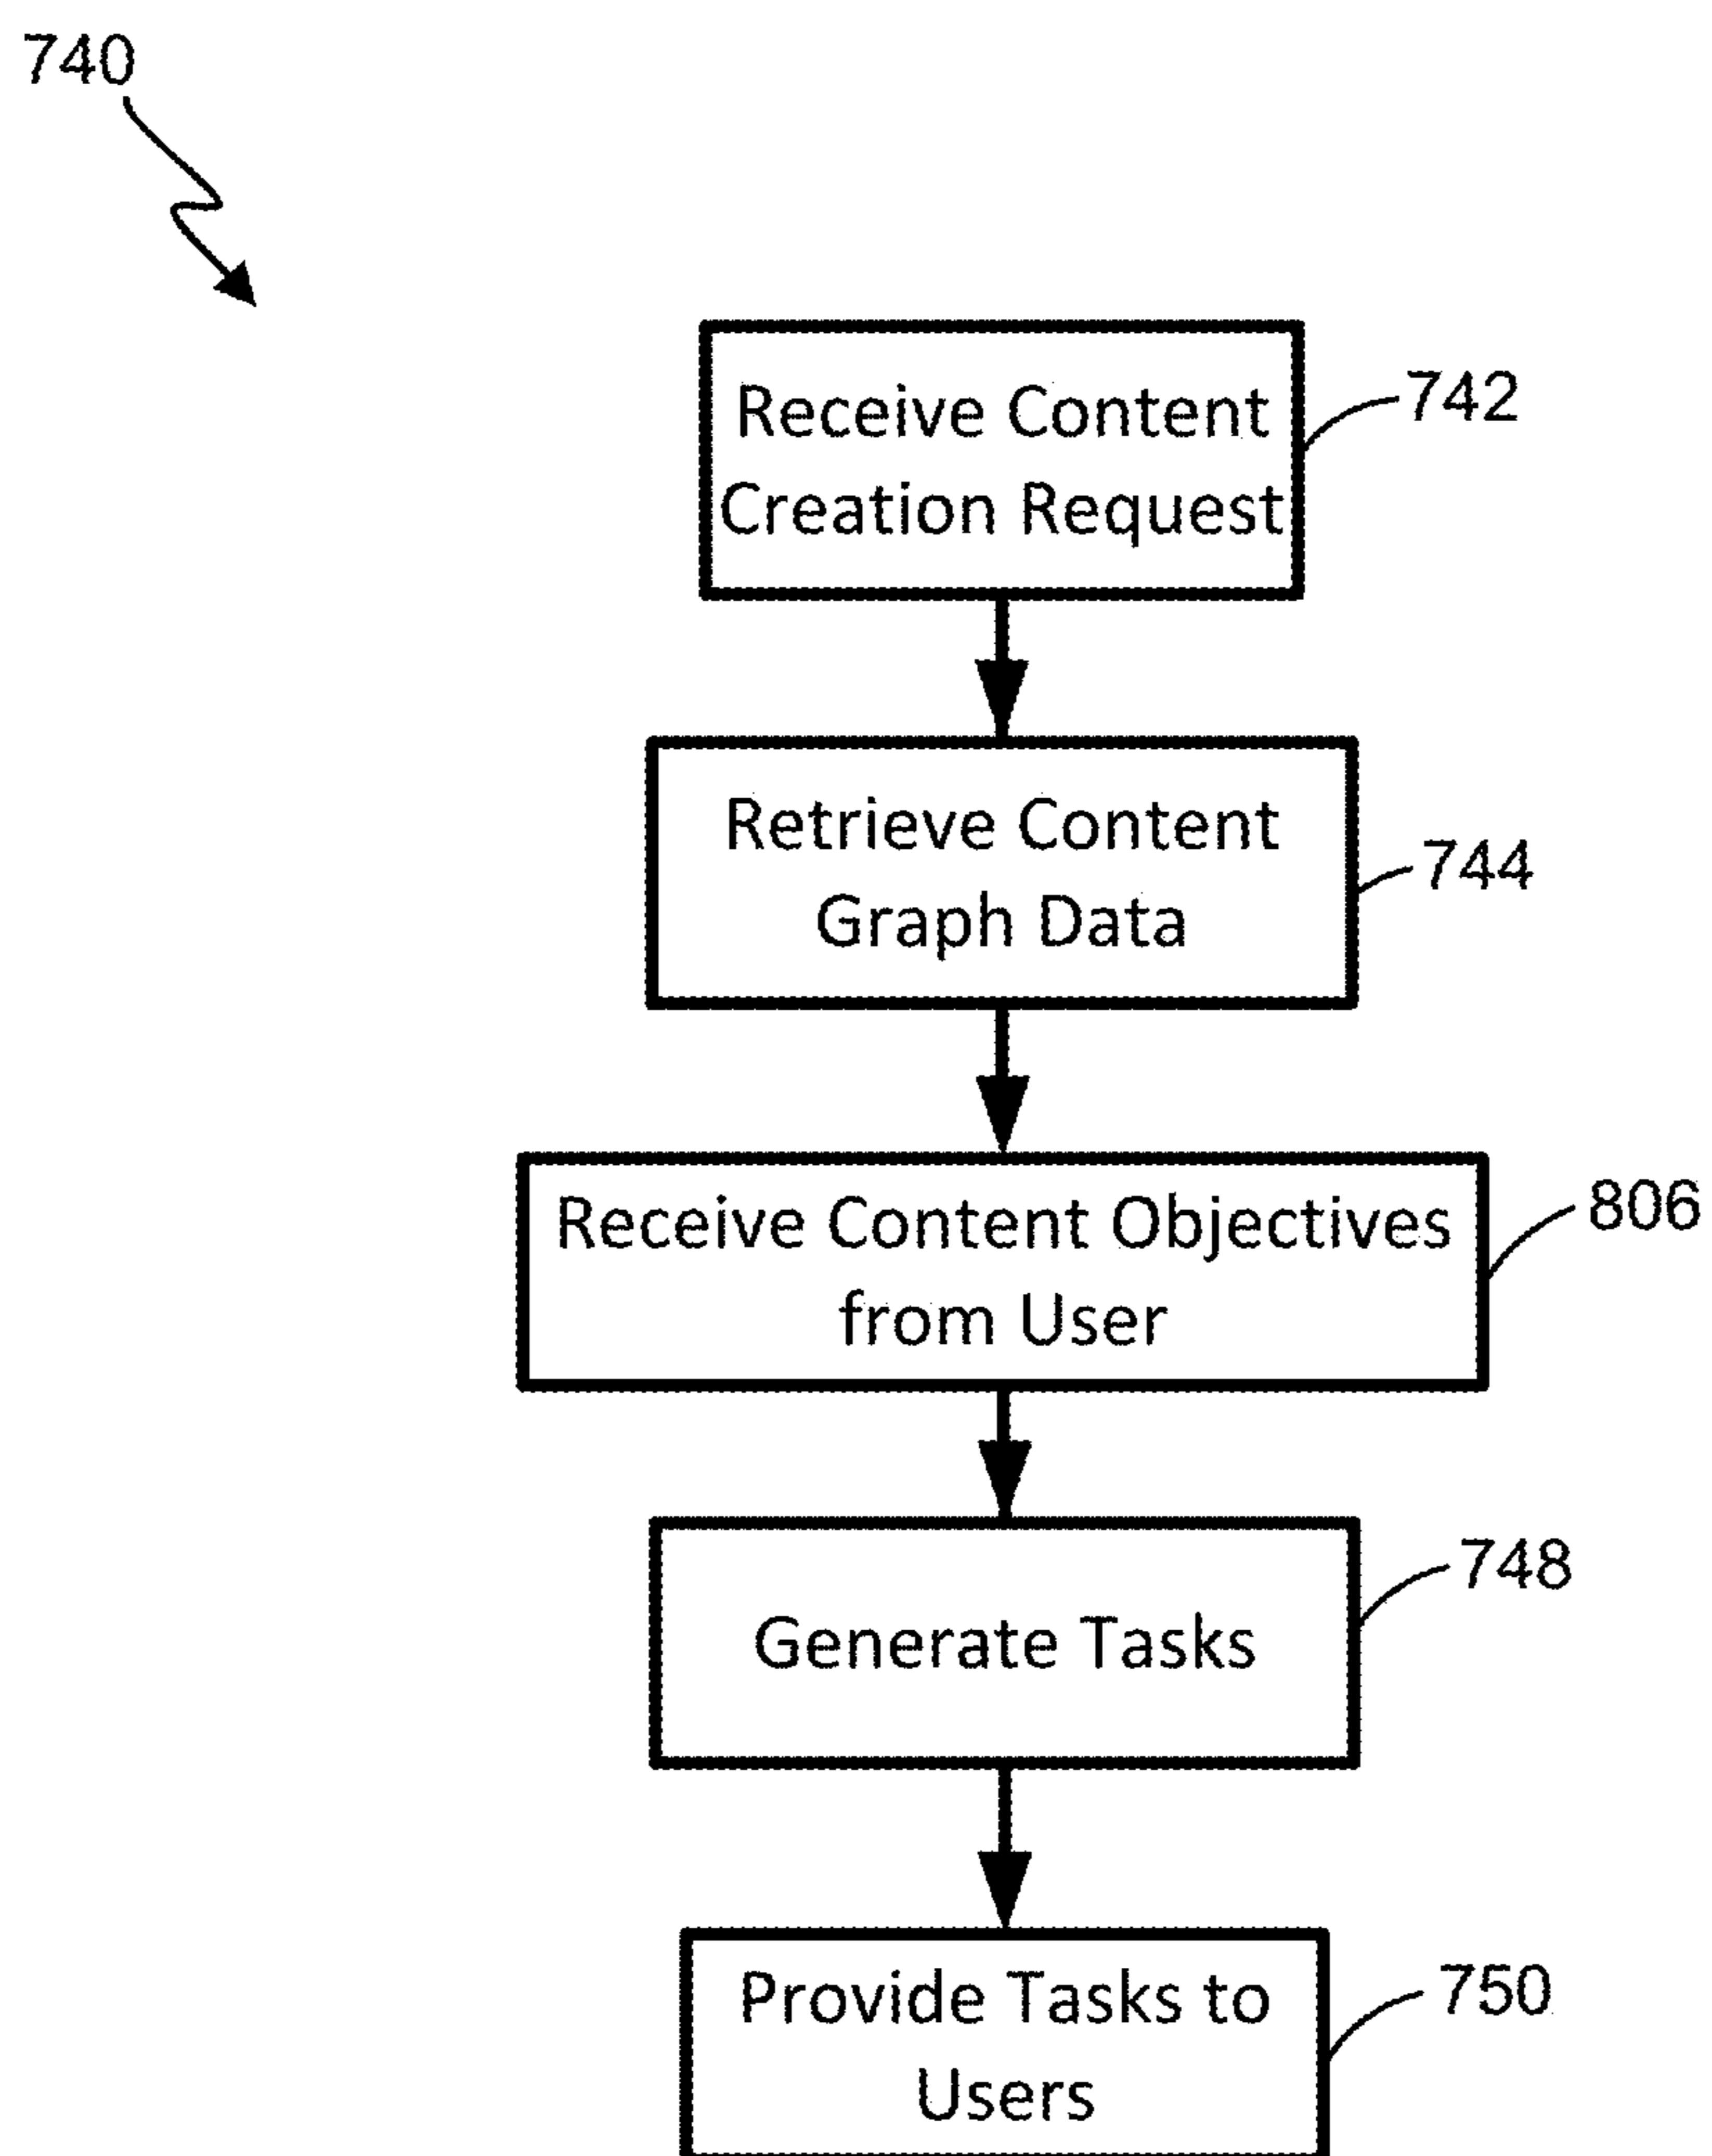 740
Receive Content
Creation Request
742
Retrieve Content
Graph Data
744
Receive Content Objectives
from User
806
Generate Tasks
748
Provide Tasks to
Users
750